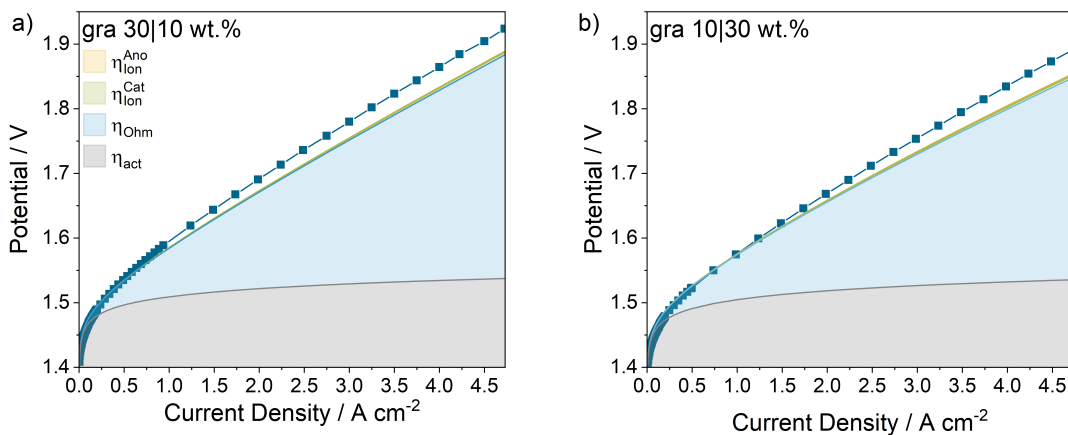 a)
gra 30|10 wt.%
η Ano Ion
η Cat Ion
ηOhm
ηact
Potential / V
1.9
1.8
1.7
1.6
1.5
1.4
0.0 0.5 1.0 1.5 2.0 2.5 3.0 3.5 4.0 4.5
Current Density / A cm-2
b)
gra 10|30 wt.%
Potential / V
1.9
1.8
1.7
1.6
1.5
1.4
0.0 0.5 1.0 1.5 2.0 2.5 3.0 3.5 4.0 4.5
Current Density / A cm-2